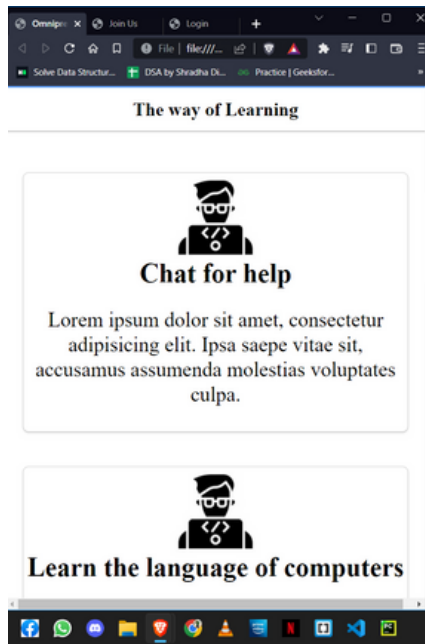 Omnipr
Join Us
Login
File
file:///...
Solve Data Structur...
DSA by Shradha Di...
Practice | Geeksfor...
The way of Learning
</>
Chat for help
Lorem ipsum dolor sit amet, consectetur
adipisicing elit. Ipsa saepe vitae sit,
accusamus assumenda molestias voluptates
culpa.
</>
Learn the language of computers